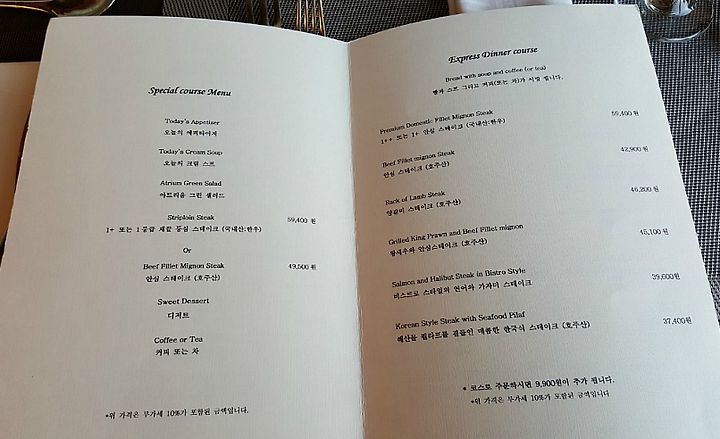 Special course Menu
Today's Appetizer
오늘의 에피타이저
Today's Cream Soup
오늘의 크림 스프
Atrium Green Salad
아트리움 그린 샐러드
Striploin Steak 59,400 원
1+ 또는 1등급 채끝 등심 스테이크 (국내산:한우)
Or
Beef Fillet Mignon Steak 49,500 원
안심 스테이크 (호주산)
Sweet Dessert
디저트
Coffee or Tea
커피 또는 차
*위 가격은 부가세 10%가 포함된 금액입니다.
Express Dinner course
Bread with soup and coffee (or tea)
빵과 스프 그리고 커피(또는 차)가 서빙 됩니다.
Premium Domestic Fillet Mignon Steak 59,400 원
1++ 또는 1+ 안심 스테이크 (국내산:한우)
Beef Fillet mignon Steak 42,900 원
안심 스테이크 (호주산)
Rack of Lamb Steak 46,200 원
양갈비 스테이크 (호주산)
Grilled King Prawn and Beef Fillet mignon 45,100 원
왕새우와 안심스테이크 (호주산)
Salmon and Halibut Steak in Bistro Style 39,600원
비스트로 스타일의 연어와 가자미 스테이크
Korean Style Steak with Seafood Pilaf 37,400원
해산물 필라프를 곁들인 매콤한 한국식 스테이크 (호주산)
* 코스로 주문하시면 9,900원이 추가 됩니다.
*위 가격은 부가세 10%가 포함된 금액입니다